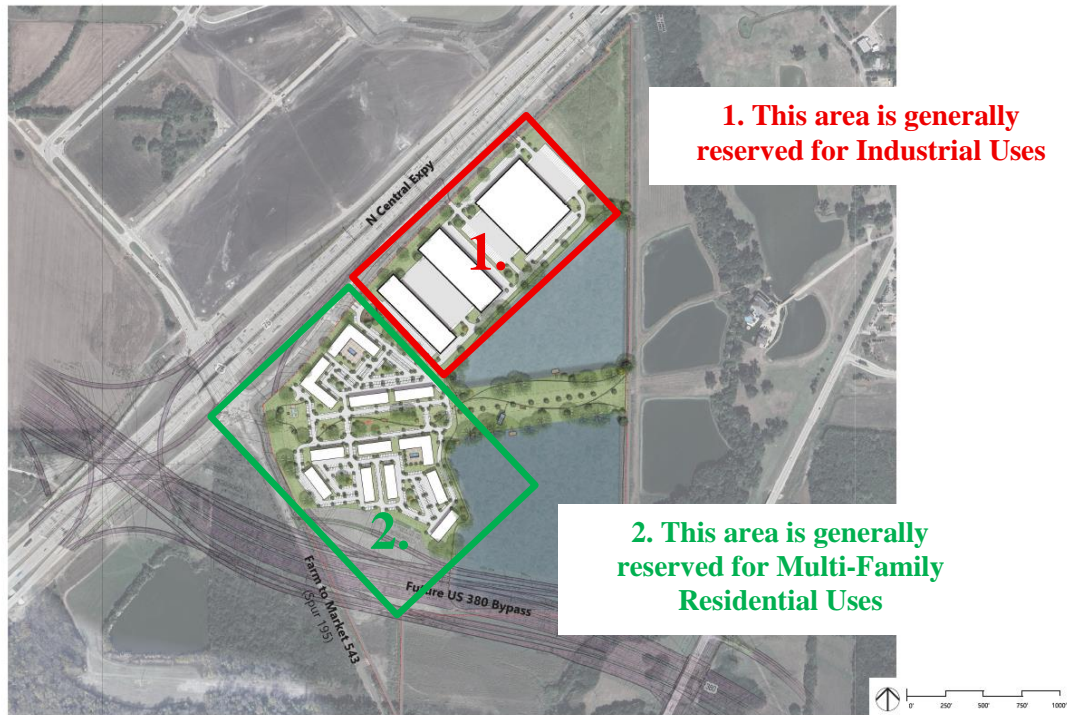 1. This area is generally
reserved for Industrial Uses
N Central Expy
1.
2.
2. This area is generally
reserved for Multi-Family
Residential Uses
Future US 380 Bypass
Farm to Market 543
(Spur 195)
0' 250' 500' 750' 1000'